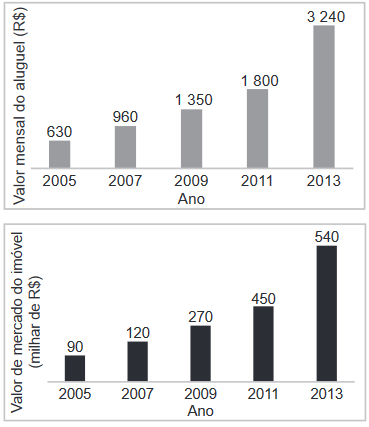 Valor mensal do aluguel (R$)
630
960
1 350
1 800
3 240
2005 2007 2009 2011 2013
Ano
Valor de mercado do imóvel
(milhar de R$)
90
120
270
450
540
2005 2007 2009 2011 2013
Ano